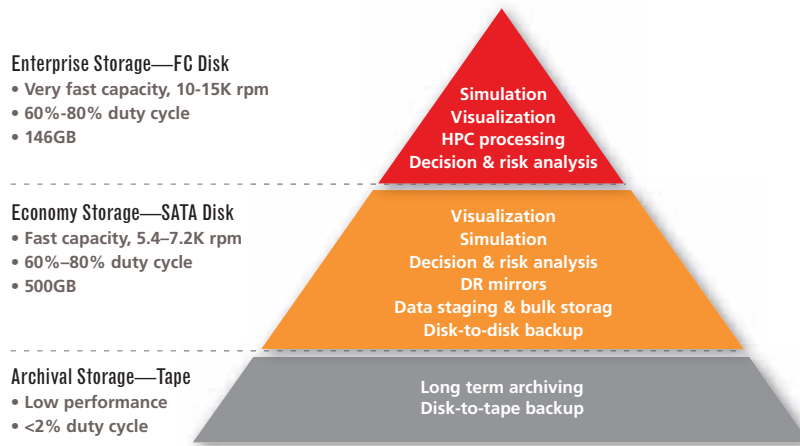 Enterprise Storage—FC Disk
• Very fast capacity, 10-15K rpm
• 60%-80% duty cycle
• 146GB
Simulation
Visualization
HPC processing
Decision & risk analysis
Economy Storage—SATA Disk
• Fast capacity, 5.4–7.2K rpm
• 60%–80% duty cycle
• 500GB
Visualization
Simulation
Decision & risk analysis
DR mirrors
Data staging & bulk storag
Disk-to-disk backup
Archival Storage—Tape
• Low performance
• <2% duty cycle
Long term archiving
Disk-to-tape backup